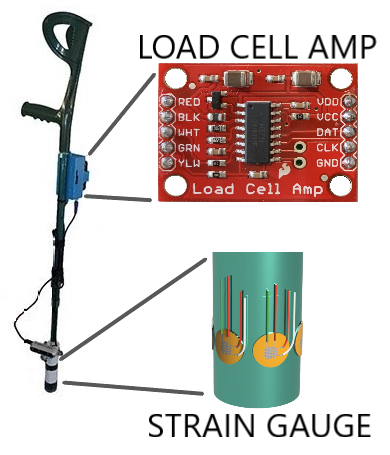 LOAD CELL AMP
RED VDD
BLK VCC
WHT DAT
GRN CLK
YLW GND
Load Cell Amp
STRAIN GAUGE